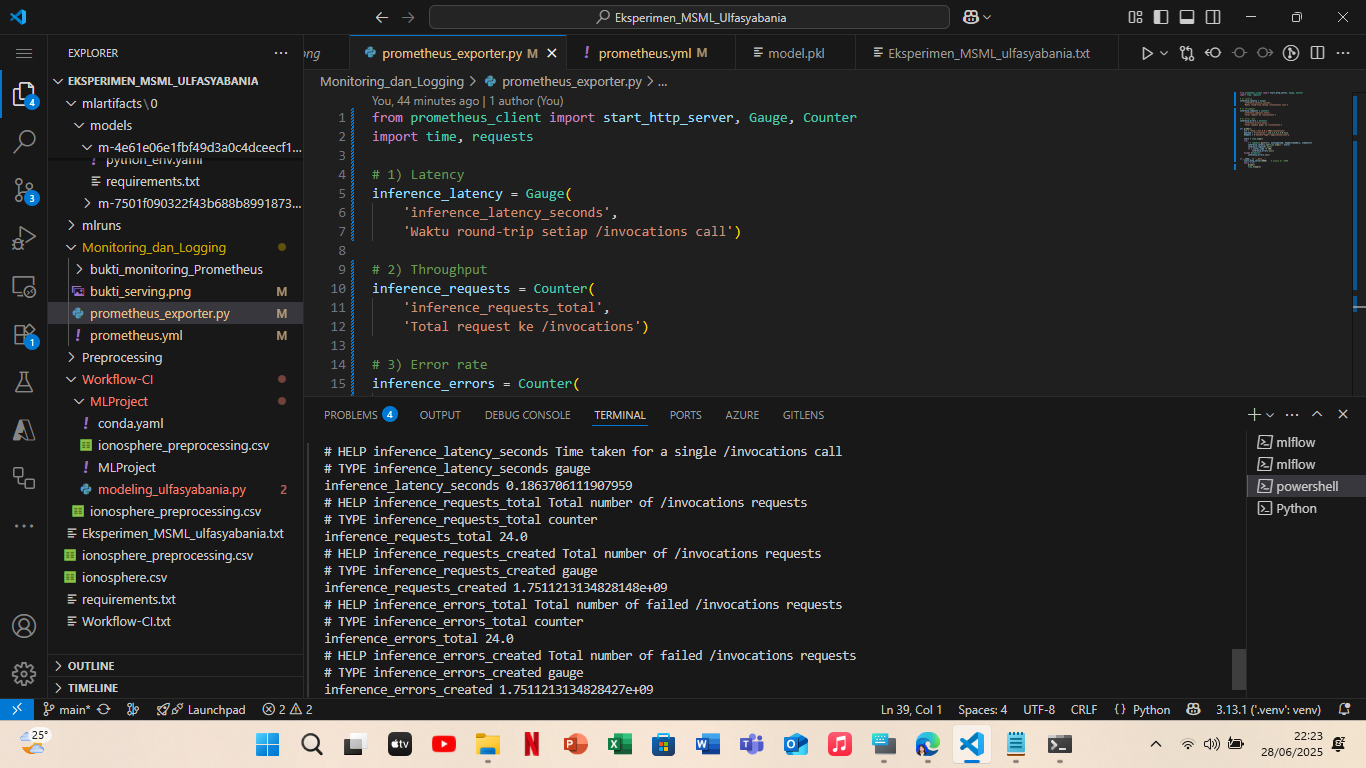 Eksperimen_MSML_Ulfasyabania
EXPLORER
ong
prometheus_exporter.py M
prometheus.yml M
model.pkl
Eksperimen_MSML_ulfasyabania.txt
EKSPERIMEN_MSML_ULFASYABANIA
mlartifacts\0
models
m-4e61e06e1fbf49d3a0c4dceecf1...
python_env.yaml
requirements.txt
m-7501f090322f43b688b8991873...
mlruns
Monitoring_dan_Logging
bukti_monitoring_Prometheus
bukti_serving.png M
prometheus_exporter.py M
prometheus.yml M
Preprocessing
Workflow-CI
MLProject
conda.yaml
ionosphere_preprocessing.csv
MLProject
modeling_ulfasyabania.py 2
ionosphere_preprocessing.csv
Eksperimen_MSML_ulfasyabania.txt
ionosphere_preprocessing.csv
ionosphere.csv
requirements.txt
Workflow-CI.txt
OUTLINE
TIMELINE
4
3
1
Monitoring_dan_Logging > prometheus_exporter.py > ...
You, 44 minutes ago | 1 author (You)
1 from prometheus_client import start_http_server, Gauge, Counter
2 import time, requests
3
4 # 1) Latency
5 inference_latency = Gauge(
6 'inference_latency_seconds',
7 'Waktu round-trip setiap /invocations call')
8
9 # 2) Throughput
10 inference_requests = Counter(
11 'inference_requests_total',
12 'Total request ke /invocations')
13
14 # 3) Error rate
15 inference_errors = Counter(
PROBLEMS 4 OUTPUT DEBUG CONSOLE TERMINAL PORTS AZURE GITLENS
# HELP inference_latency_seconds Time taken for a single /invocations call
# TYPE inference_latency_seconds gauge
inference_latency_seconds 0.1863706111907959
# HELP inference_requests_total Total number of /invocations requests
# TYPE inference_requests_total counter
inference_requests_total 24.0
# HELP inference_requests_created Total number of /invocations requests
# TYPE inference_requests_created gauge
inference_requests_created 1.7511213134828148e+09
# HELP inference_errors_total Total number of failed /invocations requests
# TYPE inference_errors_total counter
inference_errors_total 24.0
# HELP inference_errors_created Total number of failed /invocations requests
# TYPE inference_errors_created gauge
inference_errors_created 1.7511213134828427e+09
mlflow
mlflow
powershell
Python
main* Launchpad 2 2 Ln 39, Col 1 Spaces: 4 UTF-8 CRLF {} Python 3.13.1 ('.venv': venv)
25°
tv
22:23
28/06/2025